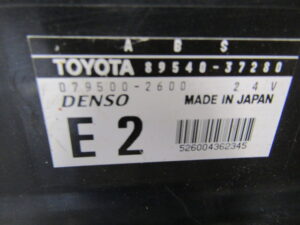 A B S
TOYOTA 89540-37280
079500-2600 24V
DENSO MADE IN JAPAN
E2
526004362345